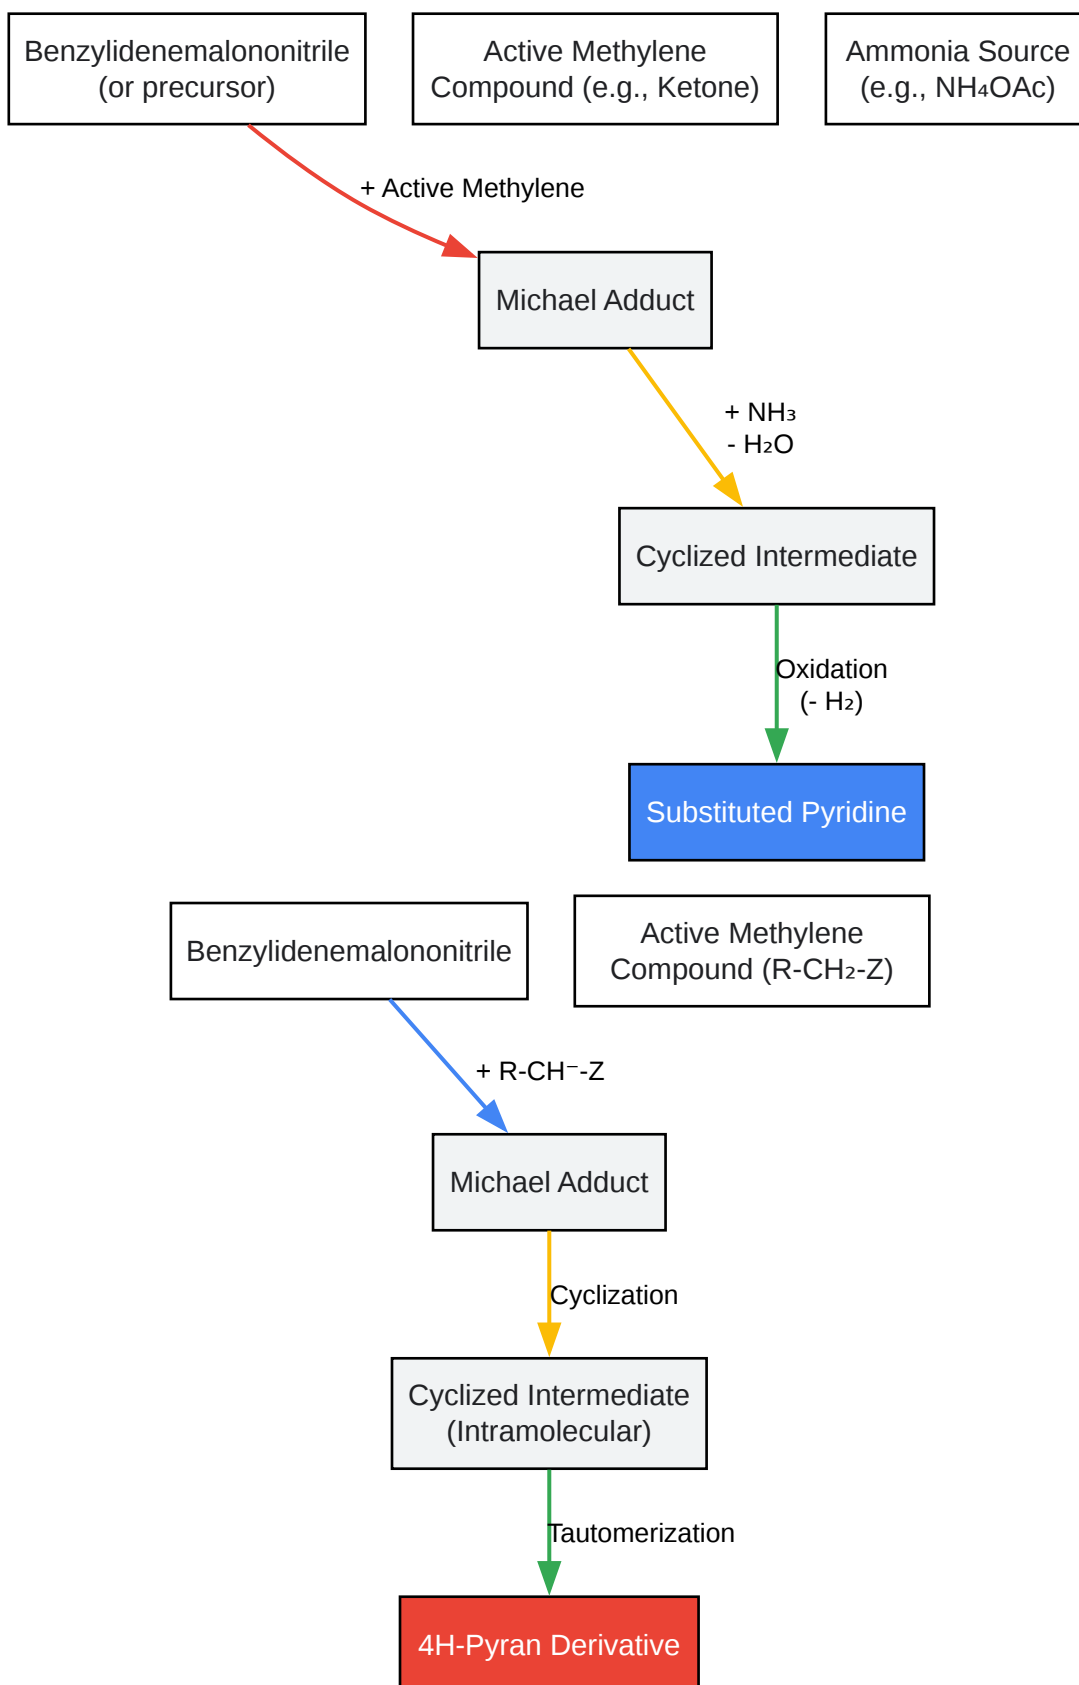 Benzylidenemalononitrile
(or precursor)
Active Methylene
Compound (e.g., Ketone)
Ammonia Source
(e.g., NH₄OAc)
+ Active Methylene
Michael Adduct
+ NH₃
- H₂O
Cyclized Intermediate
Oxidation
(- H₂)
Substituted Pyridine
Benzylidenemalononitrile
Active Methylene
Compound (R-CH₂-Z)
+ R-CH⁻-Z
Michael Adduct
Cyclization
Cyclized Intermediate
(Intramolecular)
Tautomerization
4H-Pyran Derivative